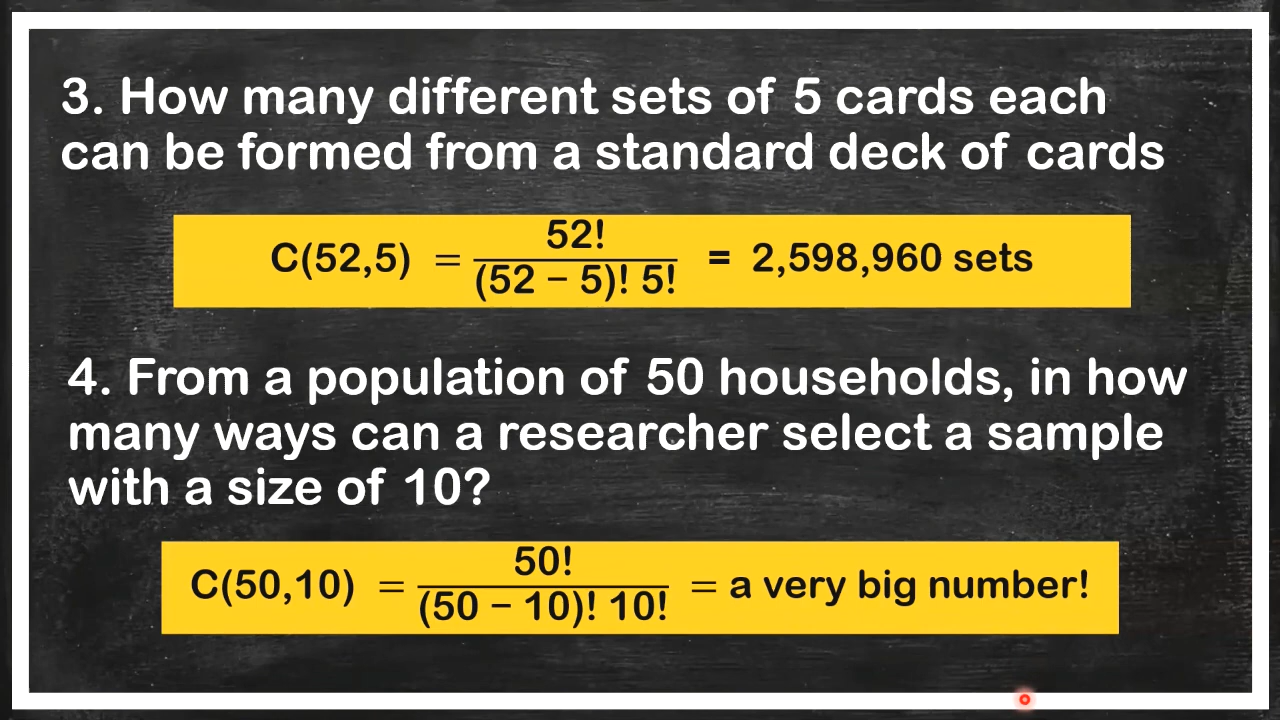 3. How many different sets of 5 cards each
can be formed from a standard deck of cards
C(52,5) = 52!/(52 − 5)! 5! = 2,598,960 sets
4. From a population of 50 households, in how
many ways can a researcher select a sample
with a size of 10?
C(50,10) = 50!/(50 − 10)! 10! = a very big number!